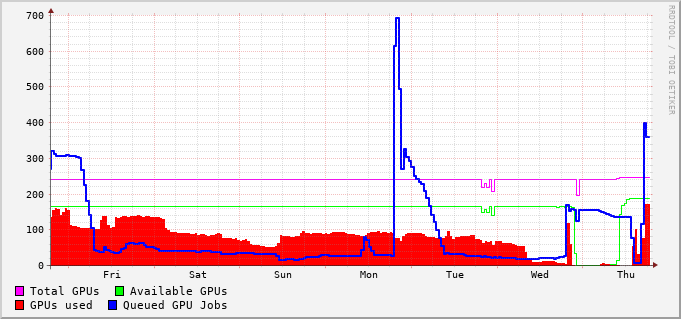 700
600
500
400
300
200
100
0
Fri Sat Sun Mon Tue Wed Thu
Total GPUs Available GPUs
GPUs used Queued GPU Jobs
RRDTOOL / TOBI OETIKER